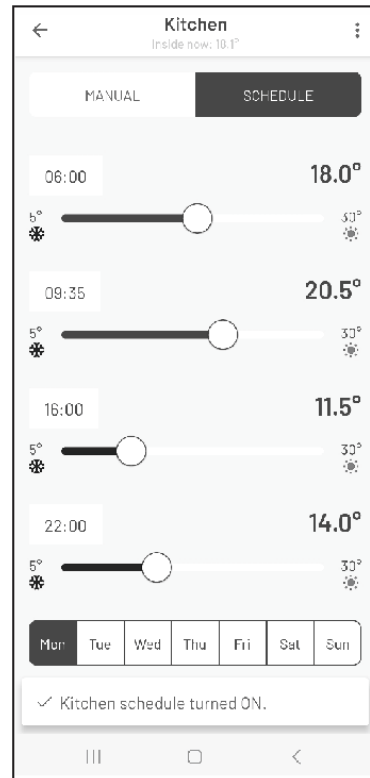 Kitchen
Inside now: 18.1°
MANUAL SCHEDULE
06:00 18.0°
5° 30°
09:35 20.5°
5° 30°
16:00 11.5°
5° 30°
22:00 14.0°
5° 30°
Mon Tue Wed Thu Fri Sat Sun
Kitchen schedule turned ON.